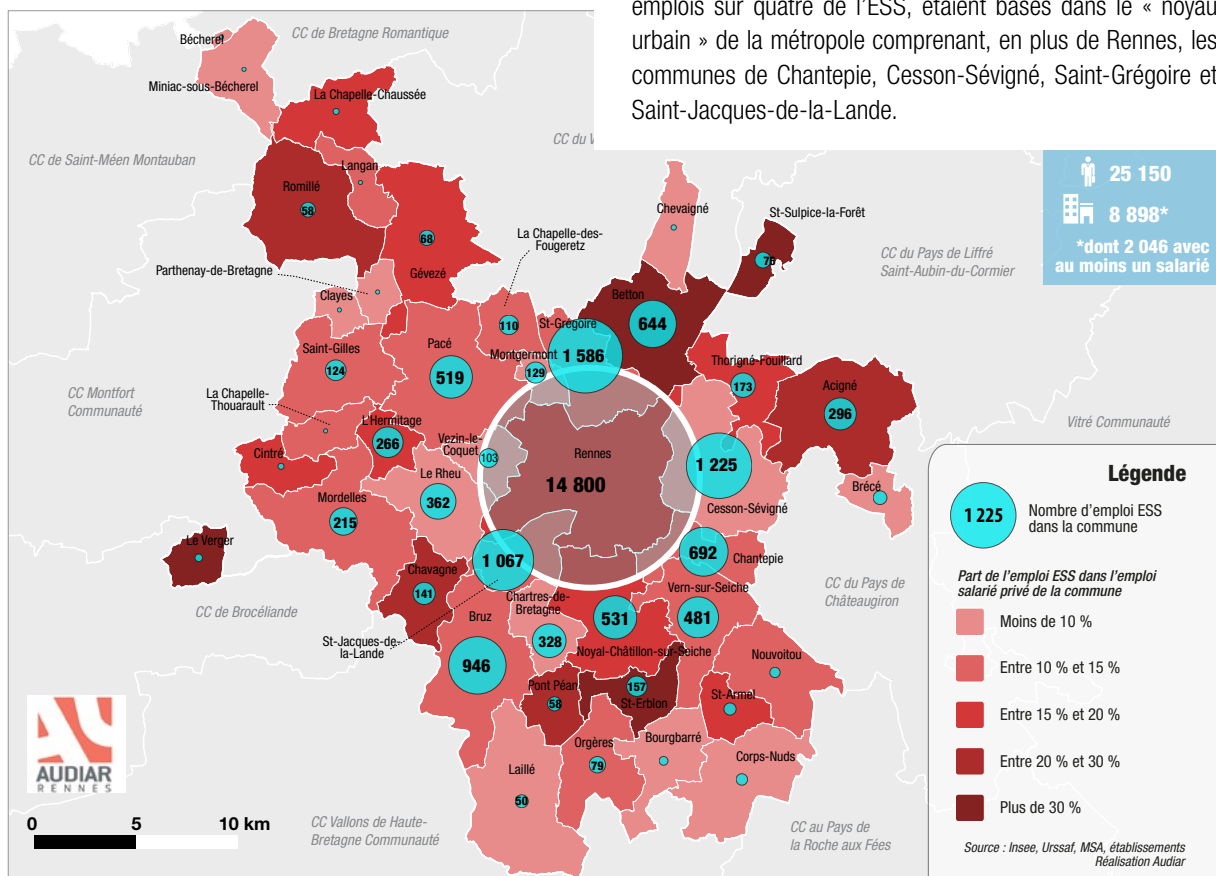 emplois sur quatre de l'ESS, étaient basés dans le « noyau
urbain » de la métropole comprenant, en plus de Rennes, les
communes de Chantepie, Cesson-Sévigné, Saint-Grégoire et
Saint-Jacques-de-la-Lande.
CC de Bretagne Romantique
Bécherel
Miniac-sous-Bécherel
La Chapelle-Chaussée
CC du V
CC de Saint-Méen Montauban
Langan
Romillé
58
25 150
8 898*
*dont 2 046 avec
au moins un salarié
Chevaigné
St-Sulpice-la-Forêt
76
La Chapelle-des-
Fougeretz
68
Gévezé
CC du Pays de Liffré
Saint-Aubin-du-Cormier
Parthenay-de-Bretagne
Clayes
110
St-Grégoire
1 586
Betton
644
Saint-Gilles
124
Pacé
519
Montgermont
129
Thorigné-Fouillard
173
Acigné
296
CC Montfort
Communauté
La Chapelle-
Thouarault
L'Hermitage
266
Vitré Communauté
Cintré
Vezin-le-
Coquet
103
Rennes
14 800
1 225
Cesson-Sévigné
Le Rheu
362
Brécé
Mordelles
215
Le Verger
1 067
692
Chantepie
Chavagne
141
Chartres-de-
Bretagne
328
Vern-sur-Seiche
481
CC du Pays de
Châteaugiron
CC de Brocéliande
Bruz
946
St-Jacques-de-
la-Lande
531
Noyal-Châtillon-sur-Seiche
Nouvoitou
Pont Péan
58
157
St-Erblon
St-Armel
Orgères
79
Bourgbarré
Corps-Nuds
Laillé
50
AUDIAR
RENNES
0 5 10 km
CC Vallons de Haute-
Bretagne Communauté
CC au Pays de
la Roche aux Fées
Légende
1 225
Nombre d'emploi ESS
dans la commune
Part de l'emploi ESS dans l'emploi
salarié privé de la commune
Moins de 10 %
Entre 10 % et 15 %
Entre 15 % et 20 %
Entre 20 % et 30 %
Plus de 30 %
Source : Insee, Urssaf, MSA, établissements
Réalisation Audiar